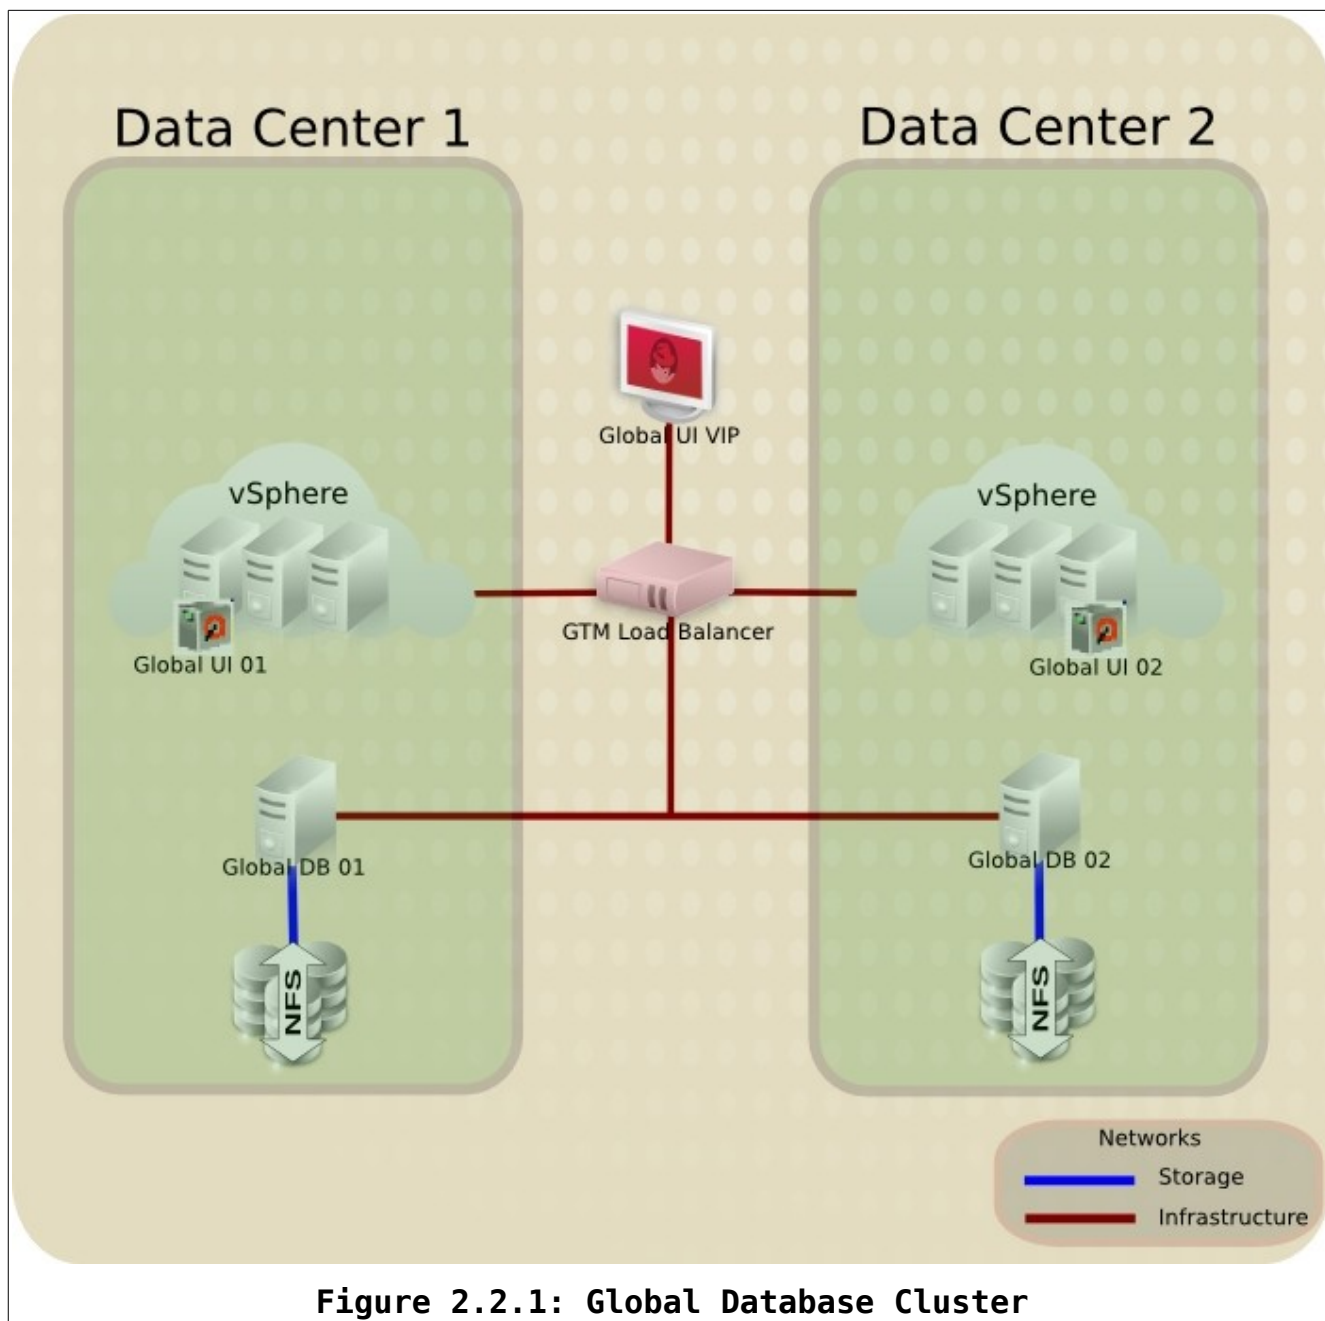 Data Center 1
Data Center 2
Global UI VIP
vSphere
vSphere
GTM Load Balancer
Global UI 01
Global UI 02
Global DB 01
Global DB 02
NFS
NFS
Networks
Storage
Infrastructure
Figure 2.2.1: Global Database Cluster